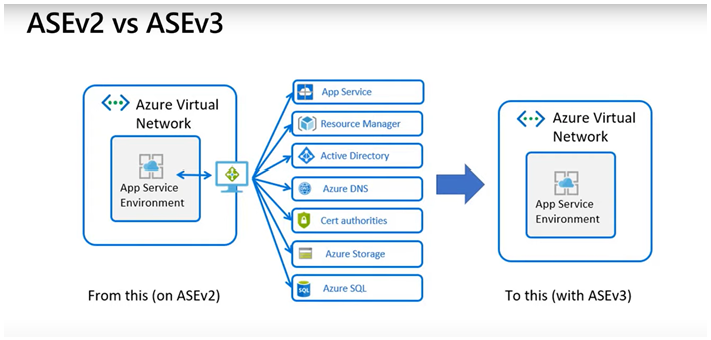 ASEv2 vs ASEv3
Azure Virtual
Network
App Service
Environment
App Service
Resource Manager
Active Directory
Azure DNS
Cert authorities
Azure Storage
SQL
Azure SQL
Azure Virtual
Network
App Service
Environment
From this (on ASEv2)
To this (with ASEv3)